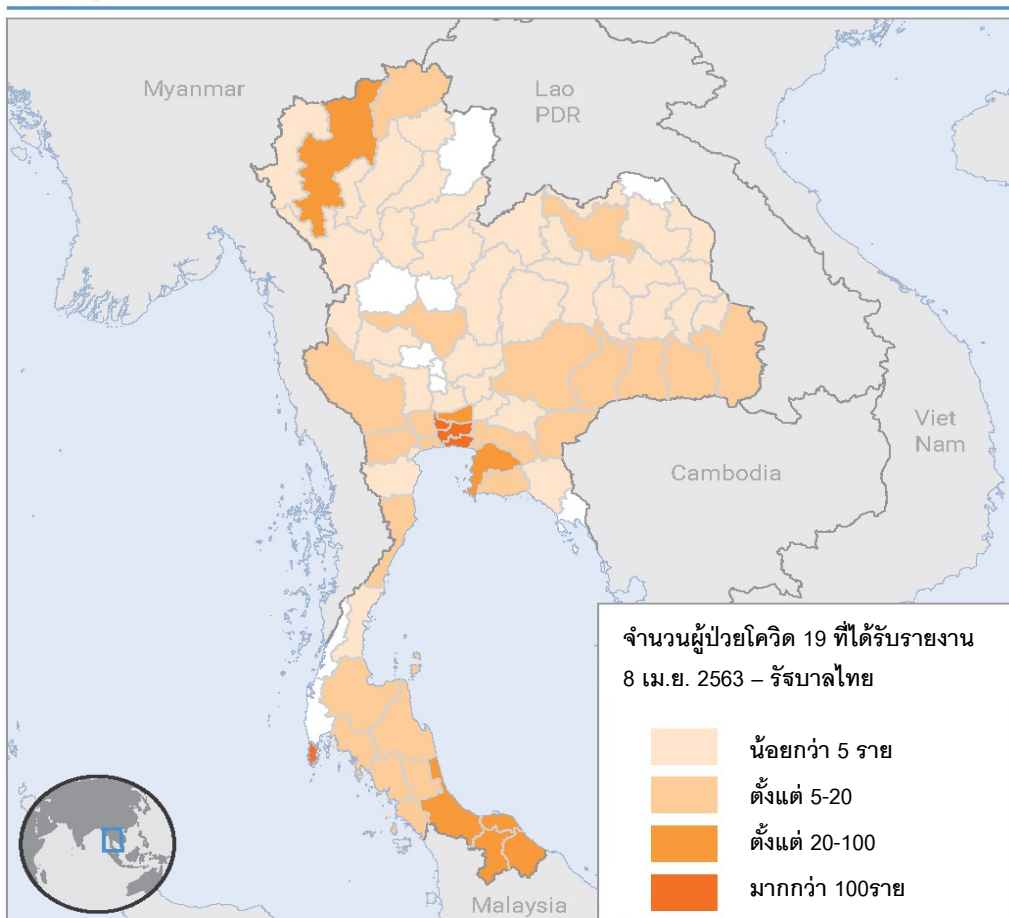 Myanmar
Lao
PDR
Viet
Nam
Cambodia
Malaysia
จำนวนผู้ป่วยโควิด 19 ที่ได้รับรายงาน
8 เม.ย. 2563 – รัฐบาลไทย
น้อยกว่า 5 ราย
ตั้งแต่ 5-20
ตั้งแต่ 20-100
มากกว่า 100ราย